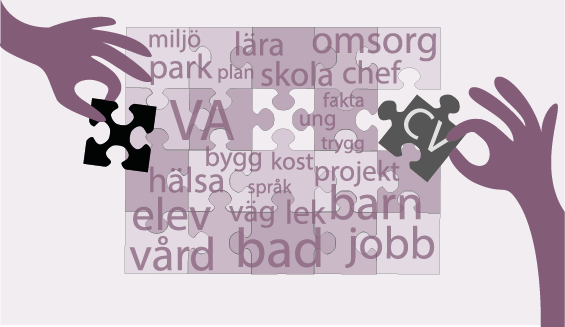 miljö lära omsorg
park plan skola chef
fakta
VA ung
trygg
CV
bygg kost projekt
hälsa språk
elev väg lek barn
vård bad jobb